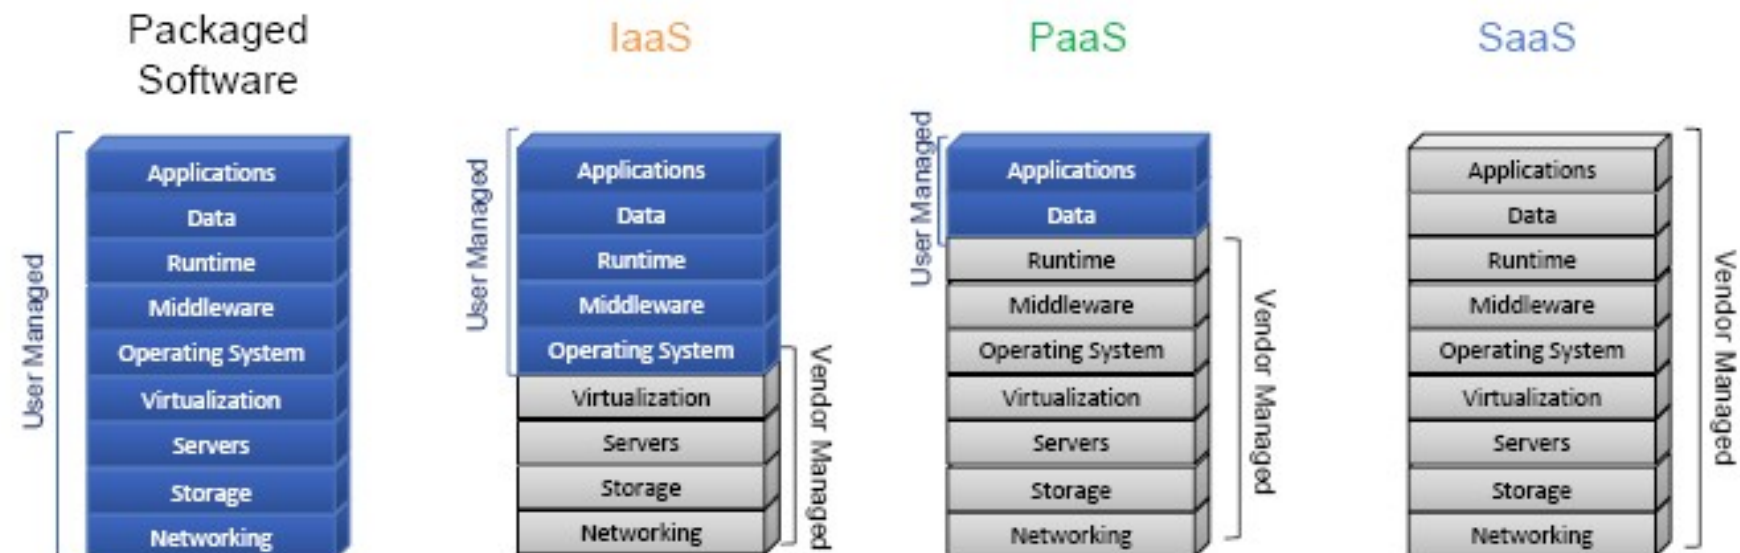 Packaged
Software
User Managed
Applications
Data
Runtime
Middleware
Operating System
Virtualization
Servers
Storage
Networking
IaaS
User Managed
Applications
Data
Runtime
Middleware
Operating System
Virtualization
Servers
Storage
Networking
Vendor Managed
PaaS
User Managed
Applications
Data
Runtime
Middleware
Operating System
Virtualization
Servers
Storage
Networking
Vendor Managed
SaaS
Applications
Data
Runtime
Middleware
Operating System
Virtualization
Servers
Storage
Networking
Vendor Managed